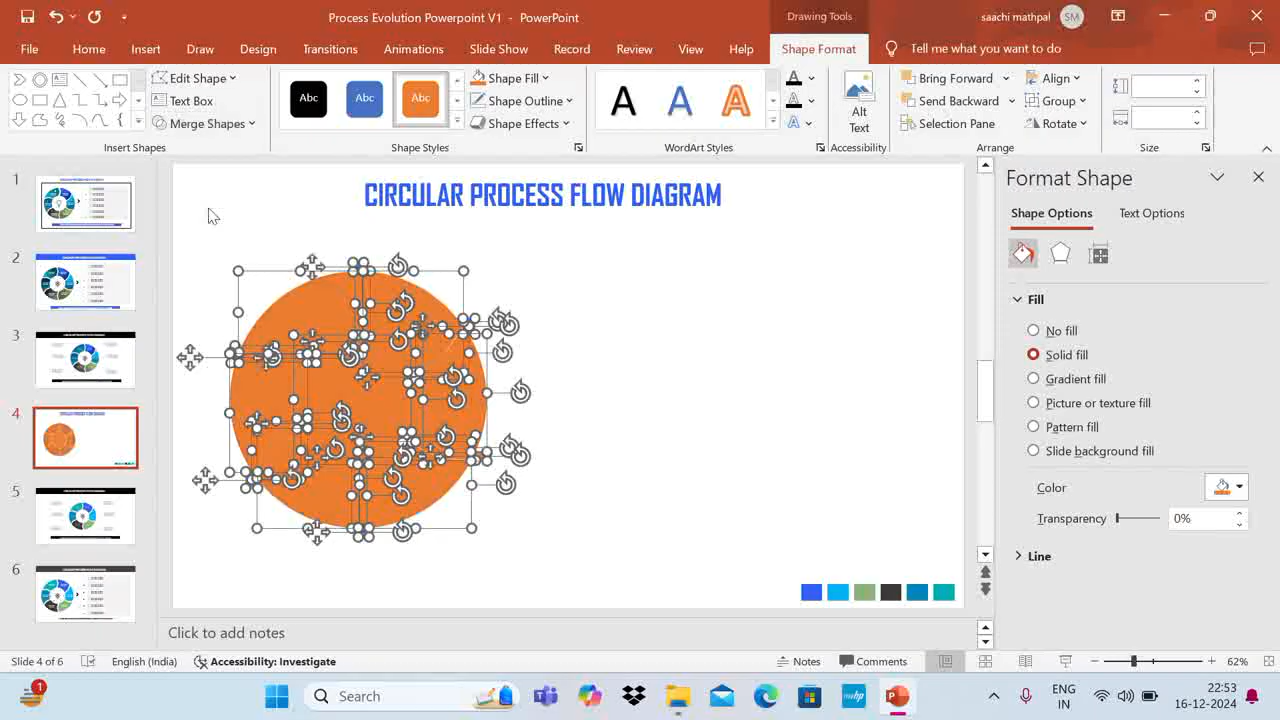 Process Evolution Powerpoint V1 - PowerPoint
Drawing Tools
saachi mathpal
SM
File
Home
Insert
Draw
Design
Transitions
Animations
Slide Show
Record
Review
View
Help
Shape Format
Tell me what you want to do
Edit Shape
Text Box
Merge Shapes
Insert Shapes
Abc
Abc
Abc
Shape Fill
Shape Outline
Shape Effects
Shape Styles
A
A
A
A
A
A
WordArt Styles
Alt
Text
Accessibility
Bring Forward
Send Backward
Selection Pane
Align
Group
Rotate
Arrange
Size
1
2
3
4
5
6
CIRCULAR PROCESS FLOW DIAGRAM
Format Shape
Shape Options
Text Options
Fill
No fill
Solid fill
Gradient fill
Picture or texture fill
Pattern fill
Slide background fill
Color
Transparency
0%
Line
Click to add notes
Slide 4 of 6
English (India)
Accessibility: Investigate
Notes
Comments
62%
1
Search
ENG
IN
22:53
16-12-2024